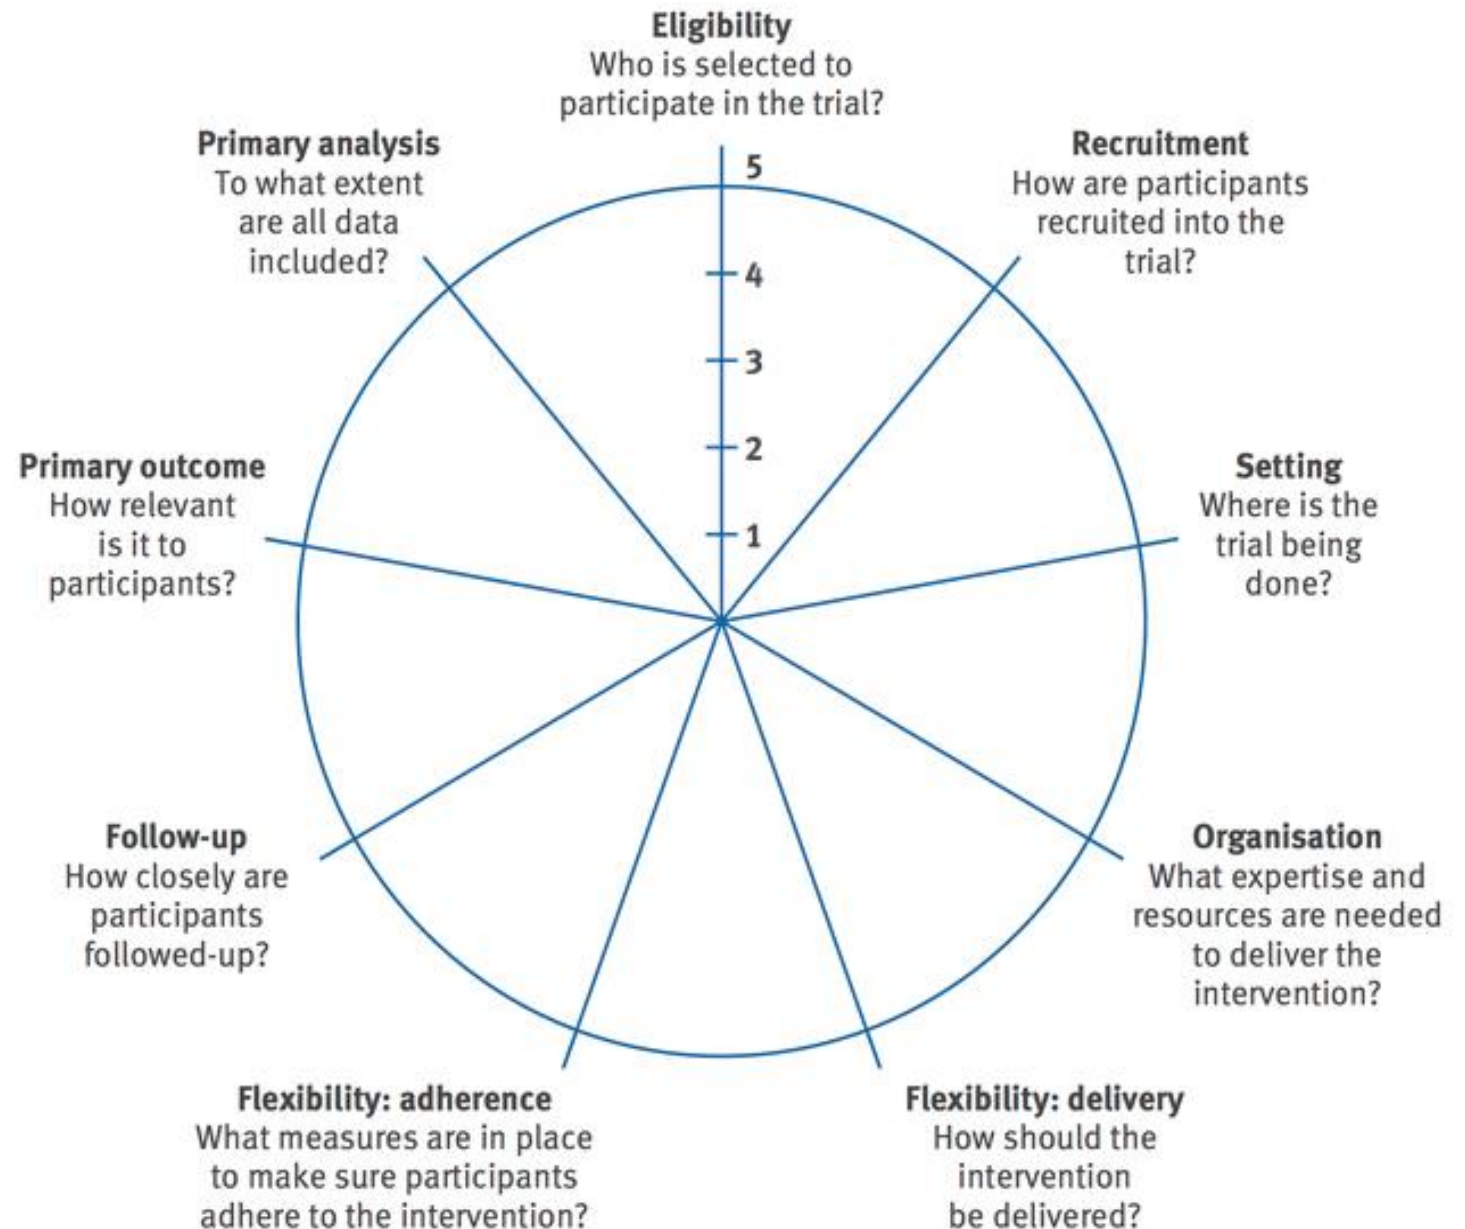 Eligibility
Who is selected to
participate in the trial?
Recruitment
How are participants
recruited into the
trial?
Setting
Where is the
trial being
done?
Organisation
What expertise and
resources are needed
to deliver the
intervention?
Flexibility: delivery
How should the
intervention
be delivered?
Flexibility: adherence
What measures are in place
to make sure participants
adhere to the intervention?
Follow-up
How closely are
participants
followed-up?
Primary outcome
How relevant
is it to
participants?
Primary analysis
To what extent
are all data
included?
5
4
3
2
1